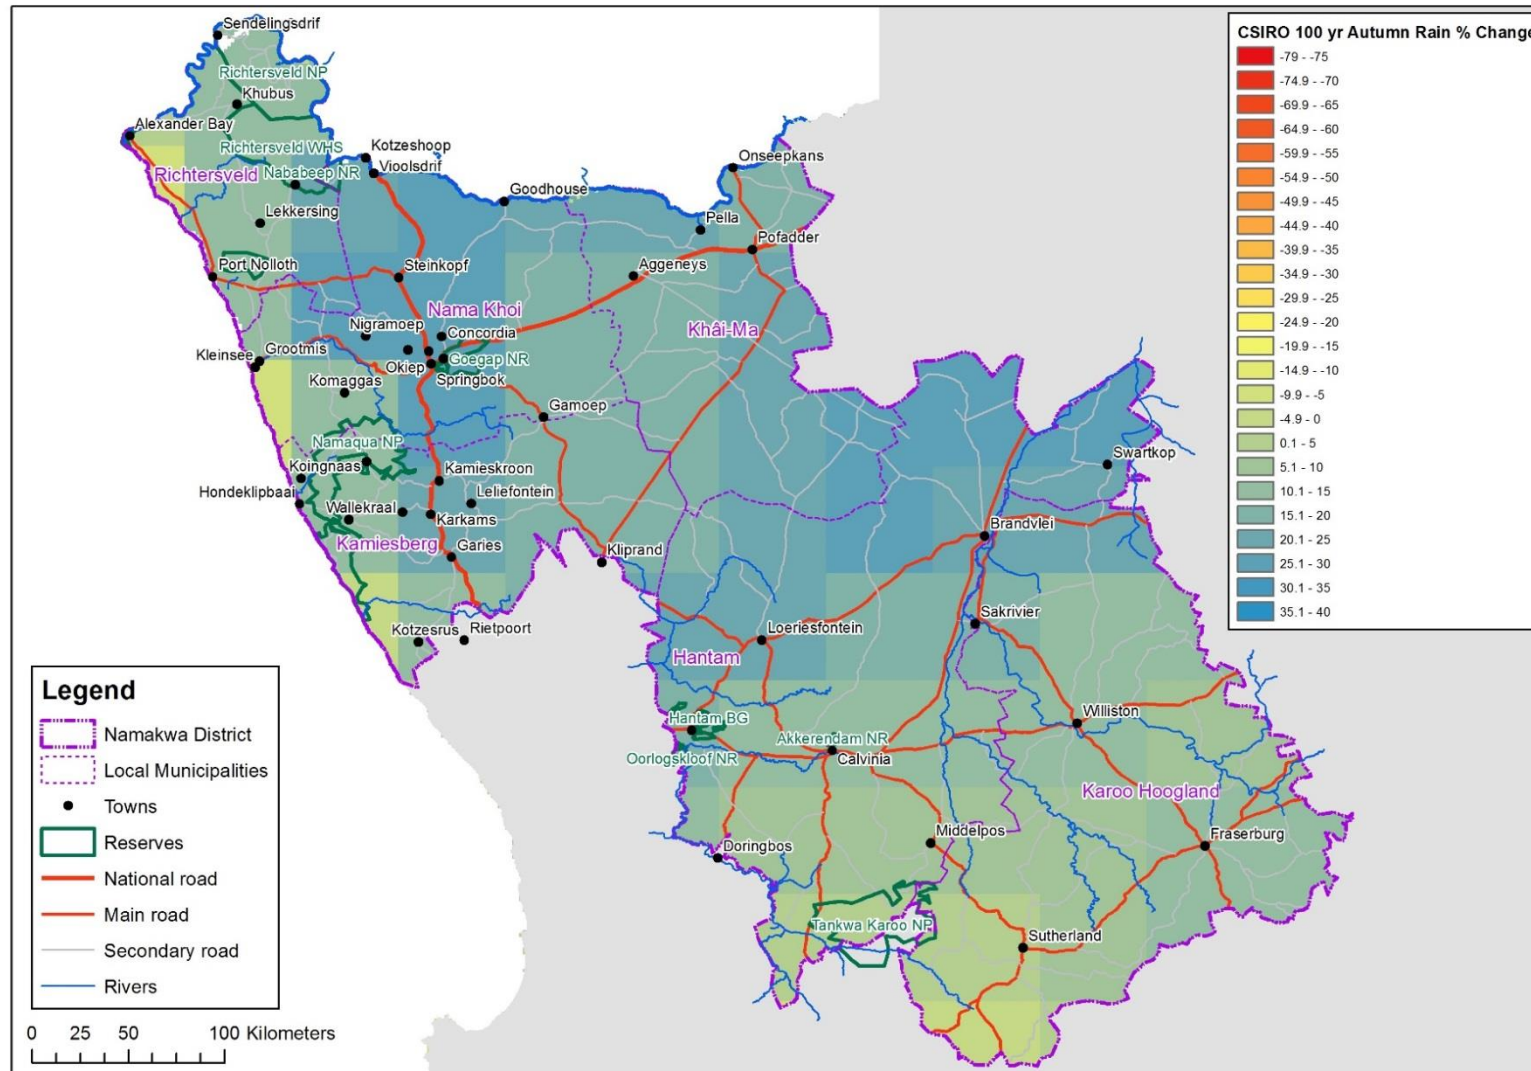 CSIRO 100 yr Autumn Rain % Change
-79 - -75
-74.9 - -70
-69.9 - -65
-64.9 - -60
-59.9 - -55
-54.9 - -50
-49.9 - -45
-44.9 - -40
-39.9 - -35
-34.9 - -30
-29.9 - -25
-24.9 - -20
-19.9 - -15
-14.9 - -10
-9.9 - -5
-4.9 - 0
0.1 - 5
5.1 - 10
10.1 - 15
15.1 - 20
20.1 - 25
25.1 - 30
30.1 - 35
35.1 - 40
Sendelingsdrif
Richtersveld NP
Khubus
Alexander Bay
Richtersveld WHS
Kotzeshoop
Vioolsdrif
Richtersveld
Nababeep NR
Onseepkans
Goodhouse
Lekkersing
Pella
Pofadder
Port Nolloth
Steinkopf
Aggeneys
Nama Khoi
Khâi-Ma
Nigramoep
Concordia
Kleinsee
Grootmis
Okiep
Goegap NR
Springbok
Komaggas
Gamoep
Namaqua NP
Koingnaas
Kamieskroon
Swartkop
Hondeklipbaai
Leliefontein
Wallekraal
Karkams
Brandvlei
Kamiesberg
Garies
Kliprand
Sakrivier
Kotzesrus
Rietpoort
Loeriesfontein
Hantam
Hantam BG
Williston
Akkerendam NR
Oorlogskloof NR
Calvinia
Karoo Hoogland
Middelpos
Fraserburg
Doringbos
Tankwa Karoo NP
Sutherland
Legend
Namakwa District
Local Municipalities
Towns
Reserves
National road
Main road
Secondary road
Rivers
0 25 50 100 Kilometers